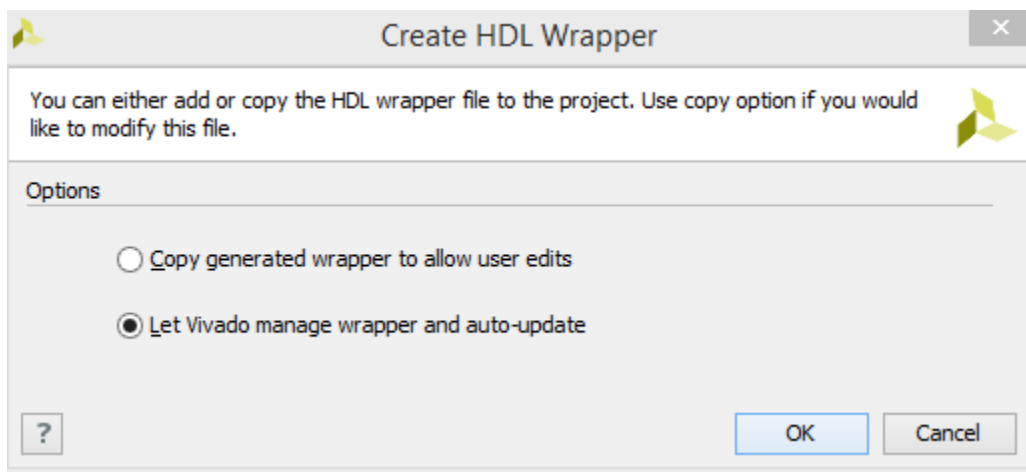 Create HDL Wrapper
You can either add or copy the HDL wrapper file to the project. Use copy option if you would
like to modify this file.
Options
Copy generated wrapper to allow user edits
Let Vivado manage wrapper and auto-update
?
OK
Cancel